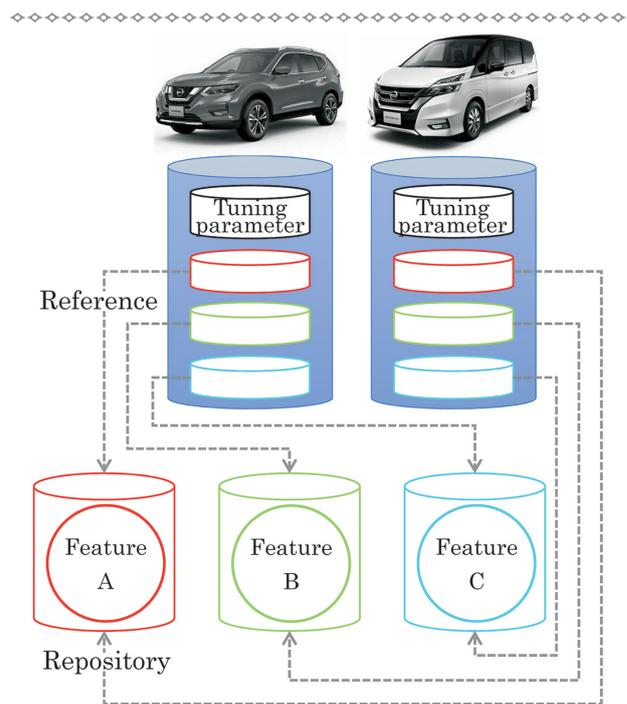 Tuning
parameter
Tuning
parameter
Reference
Feature
A
Feature
B
Feature
C
Repository